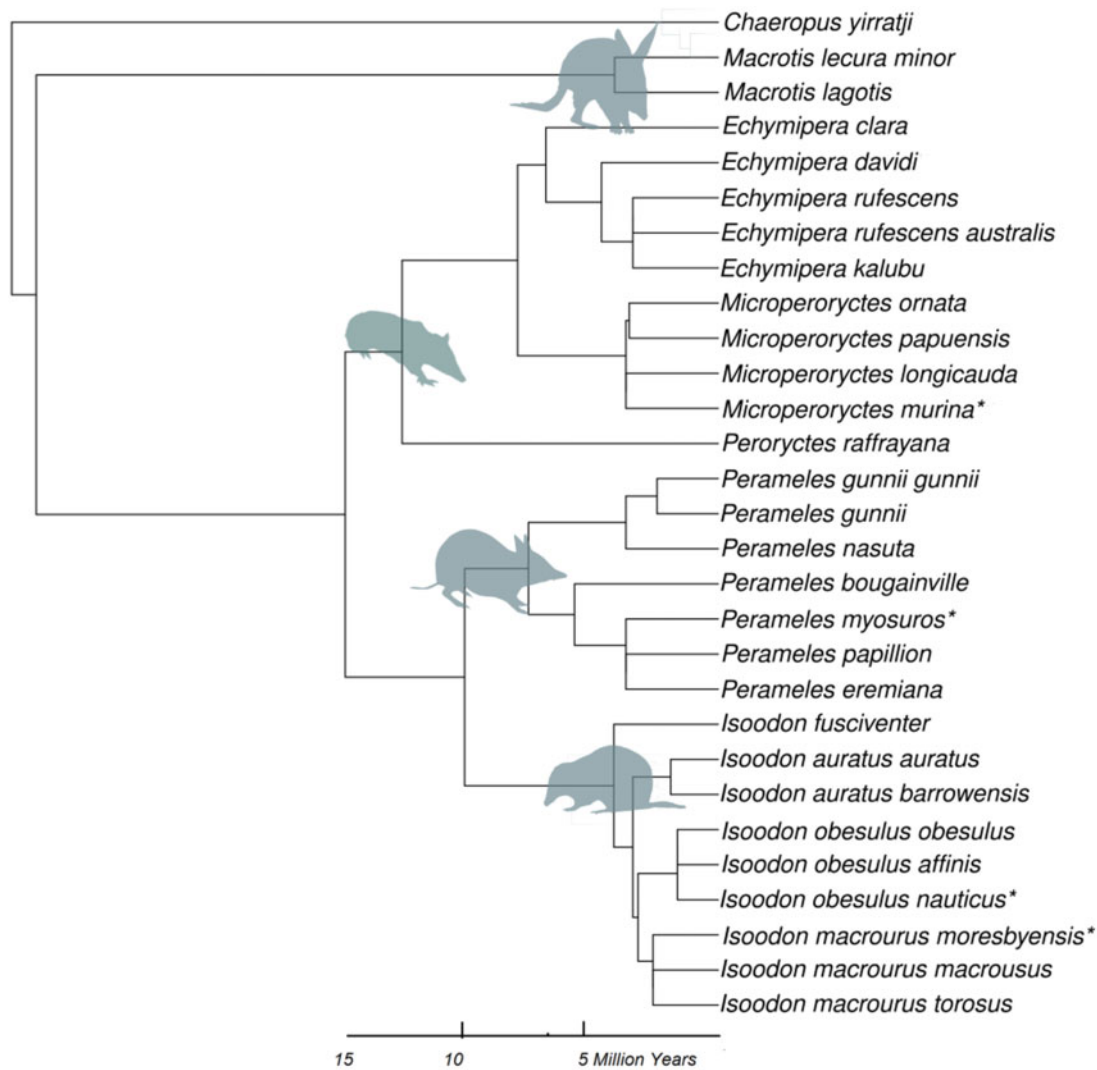 Chaeropus yirratji
Macrotis lecura minor
Macrotis lagotis
Echymipera clara
Echymipera davidi
Echymipera rufescens
Echymipera rufescens australis
Echymipera kalubu
Microperoryctes ornata
Microperoryctes papuensis
Microperoryctes longicauda
Microperoryctes murina*
Peroryctes raffrayana
Perameles gunnii gunnii
Perameles gunnii
Perameles nasuta
Perameles bougainville
Perameles myosuros*
Perameles papillion
Perameles eremiana
Isoodon fusciventer
Isoodon auratus auratus
Isoodon auratus barrowensis
Isoodon obesulus obesulus
Isoodon obesulus affinis
Isoodon obesulus nauticus*
Isoodon macrourus moresbyensis*
Isoodon macrourus macrousus
Isoodon macrourus torosus
15 10 5 Million Years